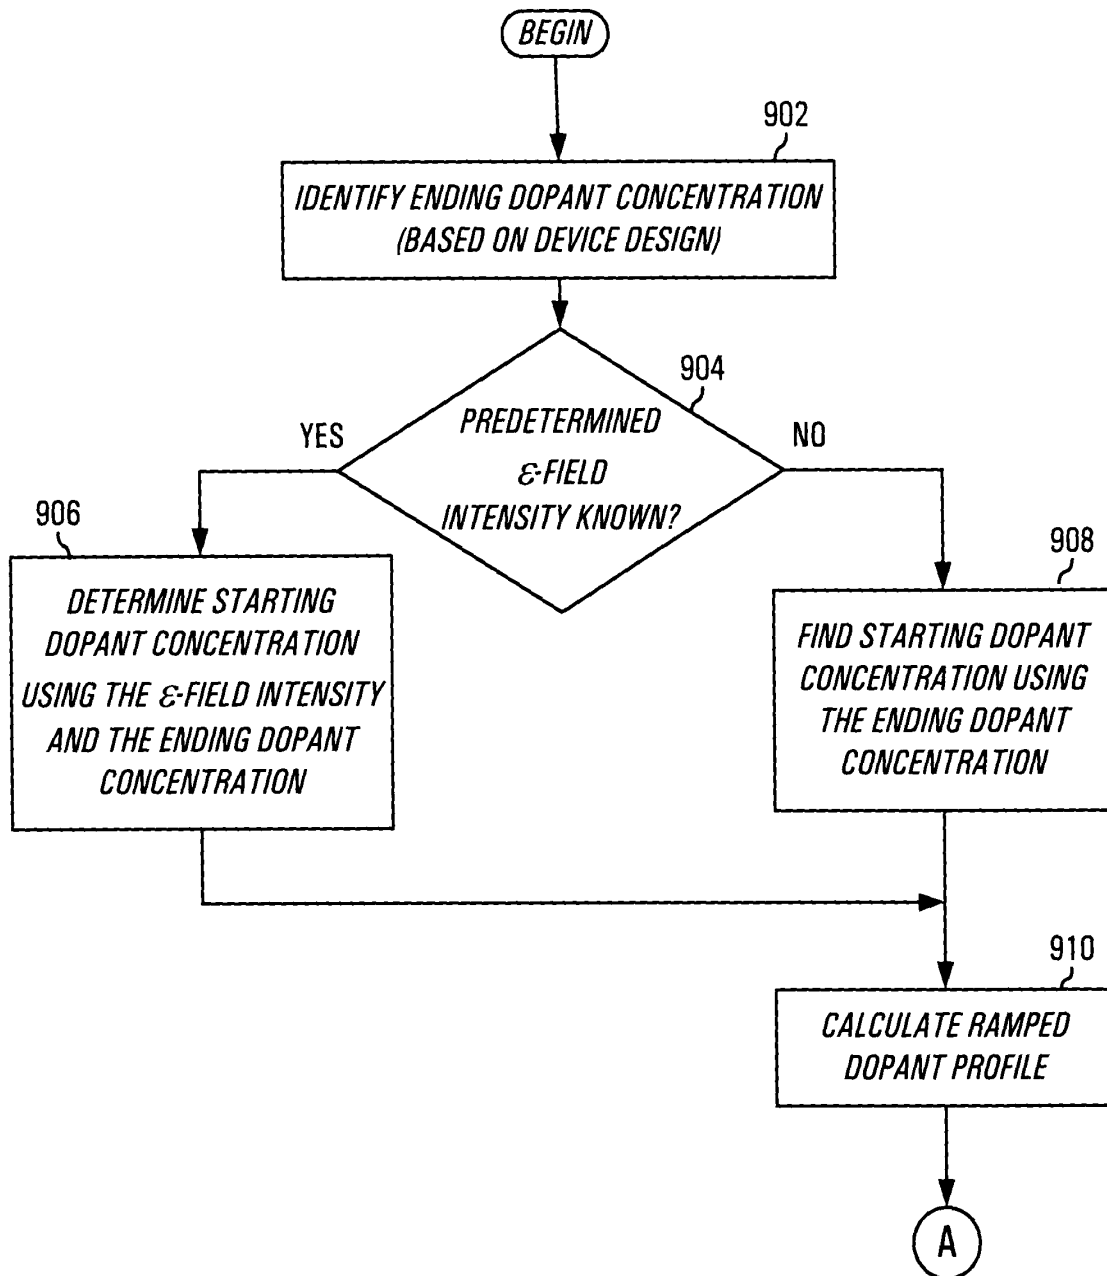 BEGIN
902
IDENTIFY ENDING DOPANT CONCENTRATION
(BASED ON DEVICE DESIGN)
904
PREDETERMINED
ε-FIELD
INTENSITY KNOWN?
YES
NO
906
DETERMINE STARTING
DOPANT CONCENTRATION
USING THE ε-FIELD INTENSITY
AND THE ENDING DOPANT
CONCENTRATION
908
FIND STARTING DOPANT
CONCENTRATION USING
THE ENDING DOPANT
CONCENTRATION
910
CALCULATE RAMPED
DOPANT PROFILE
A